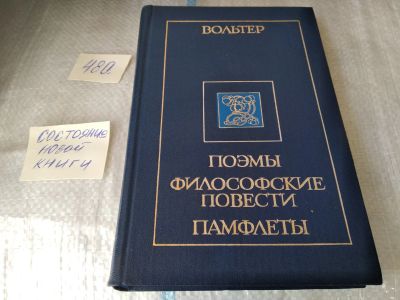 ВОЛЬТЕР
480.
СОСТОЯНИЕ
НОВОЙ
КНИГИ
ПОЭМЫ
ФИЛОСОФСКИЕ
ПОВЕСТИ
ПАМФЛЕТЫ